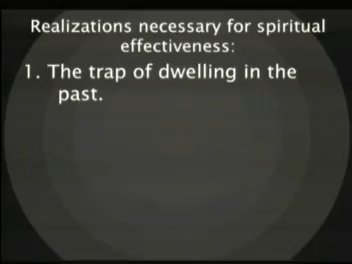 Realizations necessary for spiritual
effectiveness:
1. The trap of dwelling in the
past.